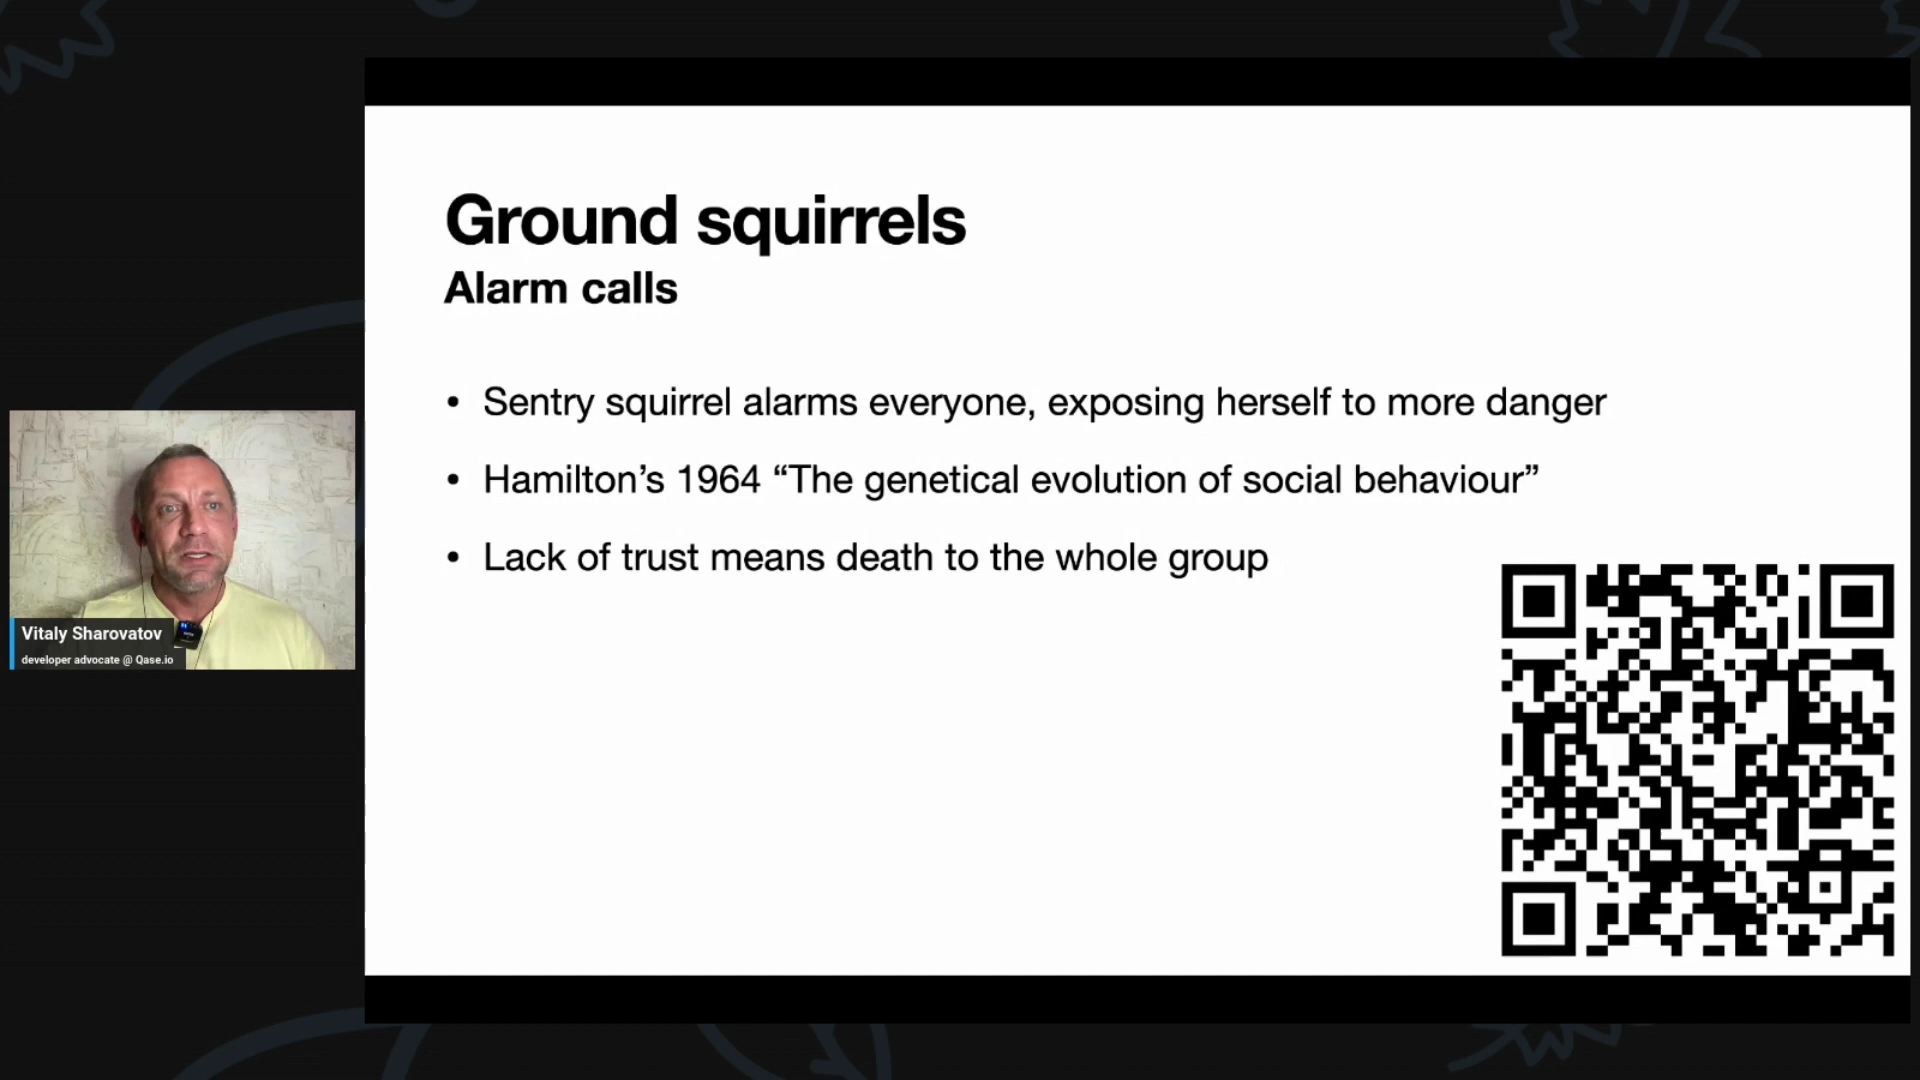 Ground squirrels
Alarm calls
• Sentry squirrel alarms everyone, exposing herself to more danger
• Hamilton’s 1964 “The genetical evolution of social behaviour”
• Lack of trust means death to the whole group
Vitaly Sharovatov
developer advocate @ Qase.io